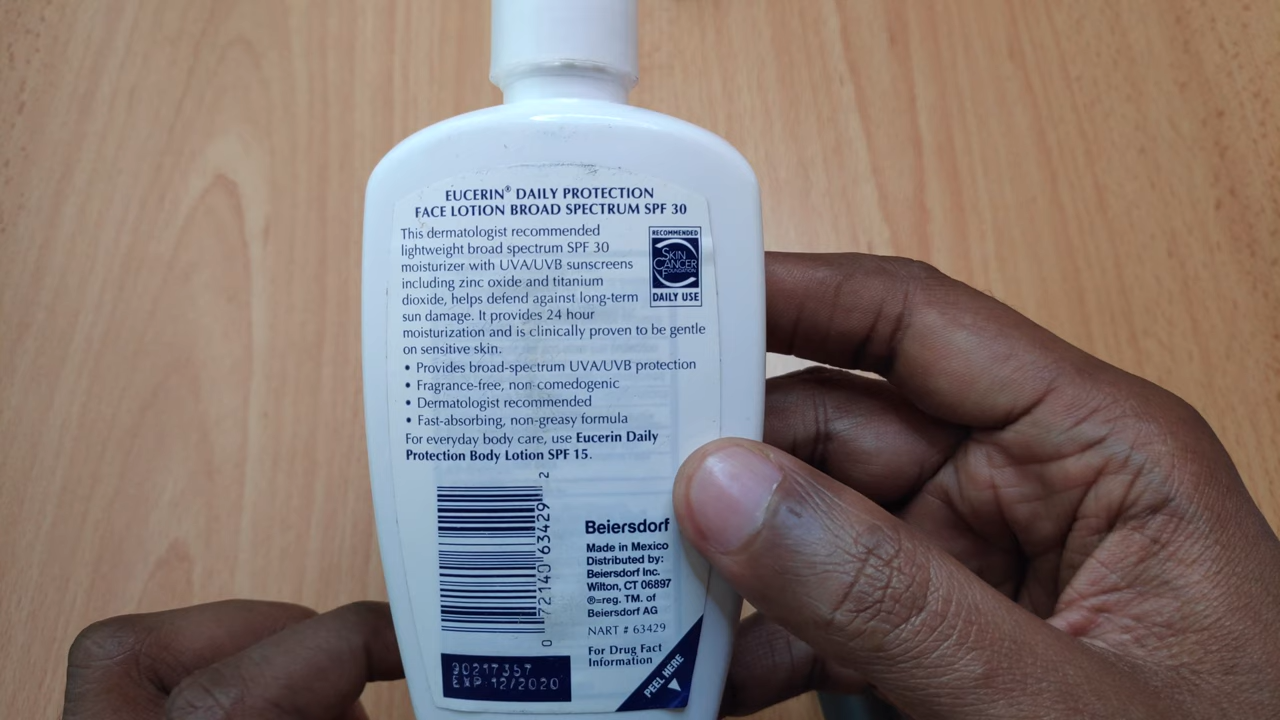 EUCERIN® DAILY PROTECTION
FACE LOTION BROAD SPECTRUM SPF 30
This dermatologist recommended
lightweight broad spectrum SPF 30
moisturizer with UVA/UVB sunscreens
including zinc oxide and titanium
dioxide, helps defend against long-term
sun damage. It provides 24 hour
moisturization and is clinically proven to be gentle
on sensitive skin.
RECOMMENDED
SKIN
CANCER
FOUNDATION
DAILY USE
• Provides broad-spectrum UVA/UVB protection
• Fragrance-free, non-comedogenic
• Dermatologist recommended
• Fast-absorbing, non-greasy formula
For everyday body care, use Eucerin Daily
Protection Body Lotion SPF 15.
0 72140 63429 2
Beiersdorf
Made in Mexico
Distributed by:
Beiersdorf Inc.
Wilton, CT 06897
®=reg. TM. of
Beiersdorf AG
NART # 63429
For Drug Fact
Information
PEEL HERE
90217357
EXP 12/2020